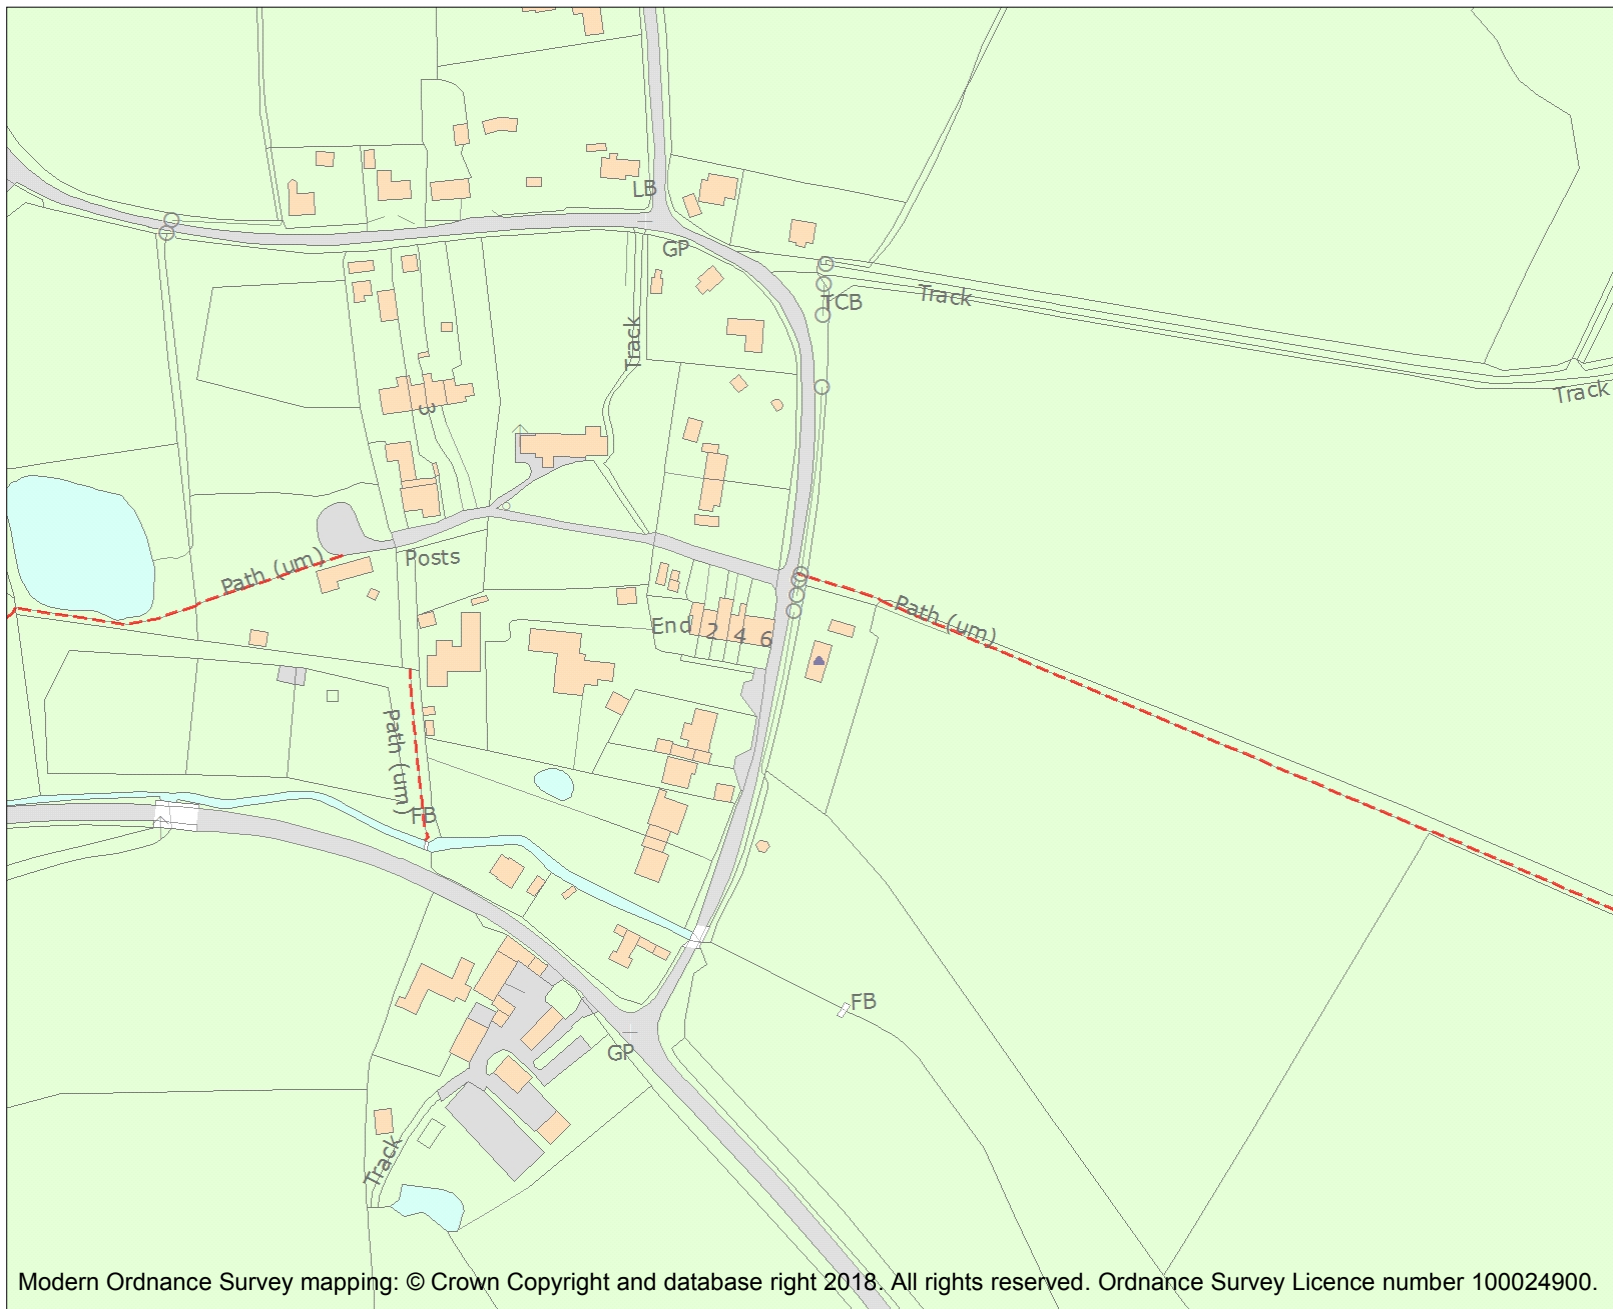 LB
GP
TCB
Track
Track
Track
3
Path (um)
Posts
End 2 4 6
Path (um)
Path (um)
FB
FB
GP
Track
Modern Ordnance Survey mapping: © Crown Copyright and database right 2018. All rights reserved. Ordnance Survey Licence number 100024900.